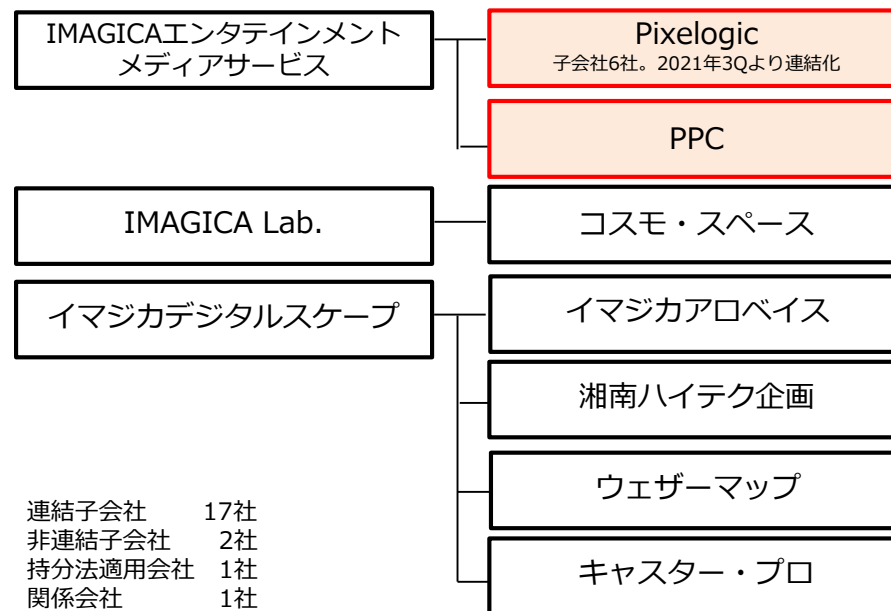 IMAGICAエンタテインメント
メディアサービス
Pixelogic
子会社6社。2021年3Qより連結化
PPC
IMAGICA Lab.
コスモ・スペース
イマジカデジタルスケープ
イマジカアロベイス
湘南ハイテク企画
ウェザーマップ
キャスター・プロ
連結子会社 17社
非連結子会社 2社
持分法適用会社 1社
関係会社 1社